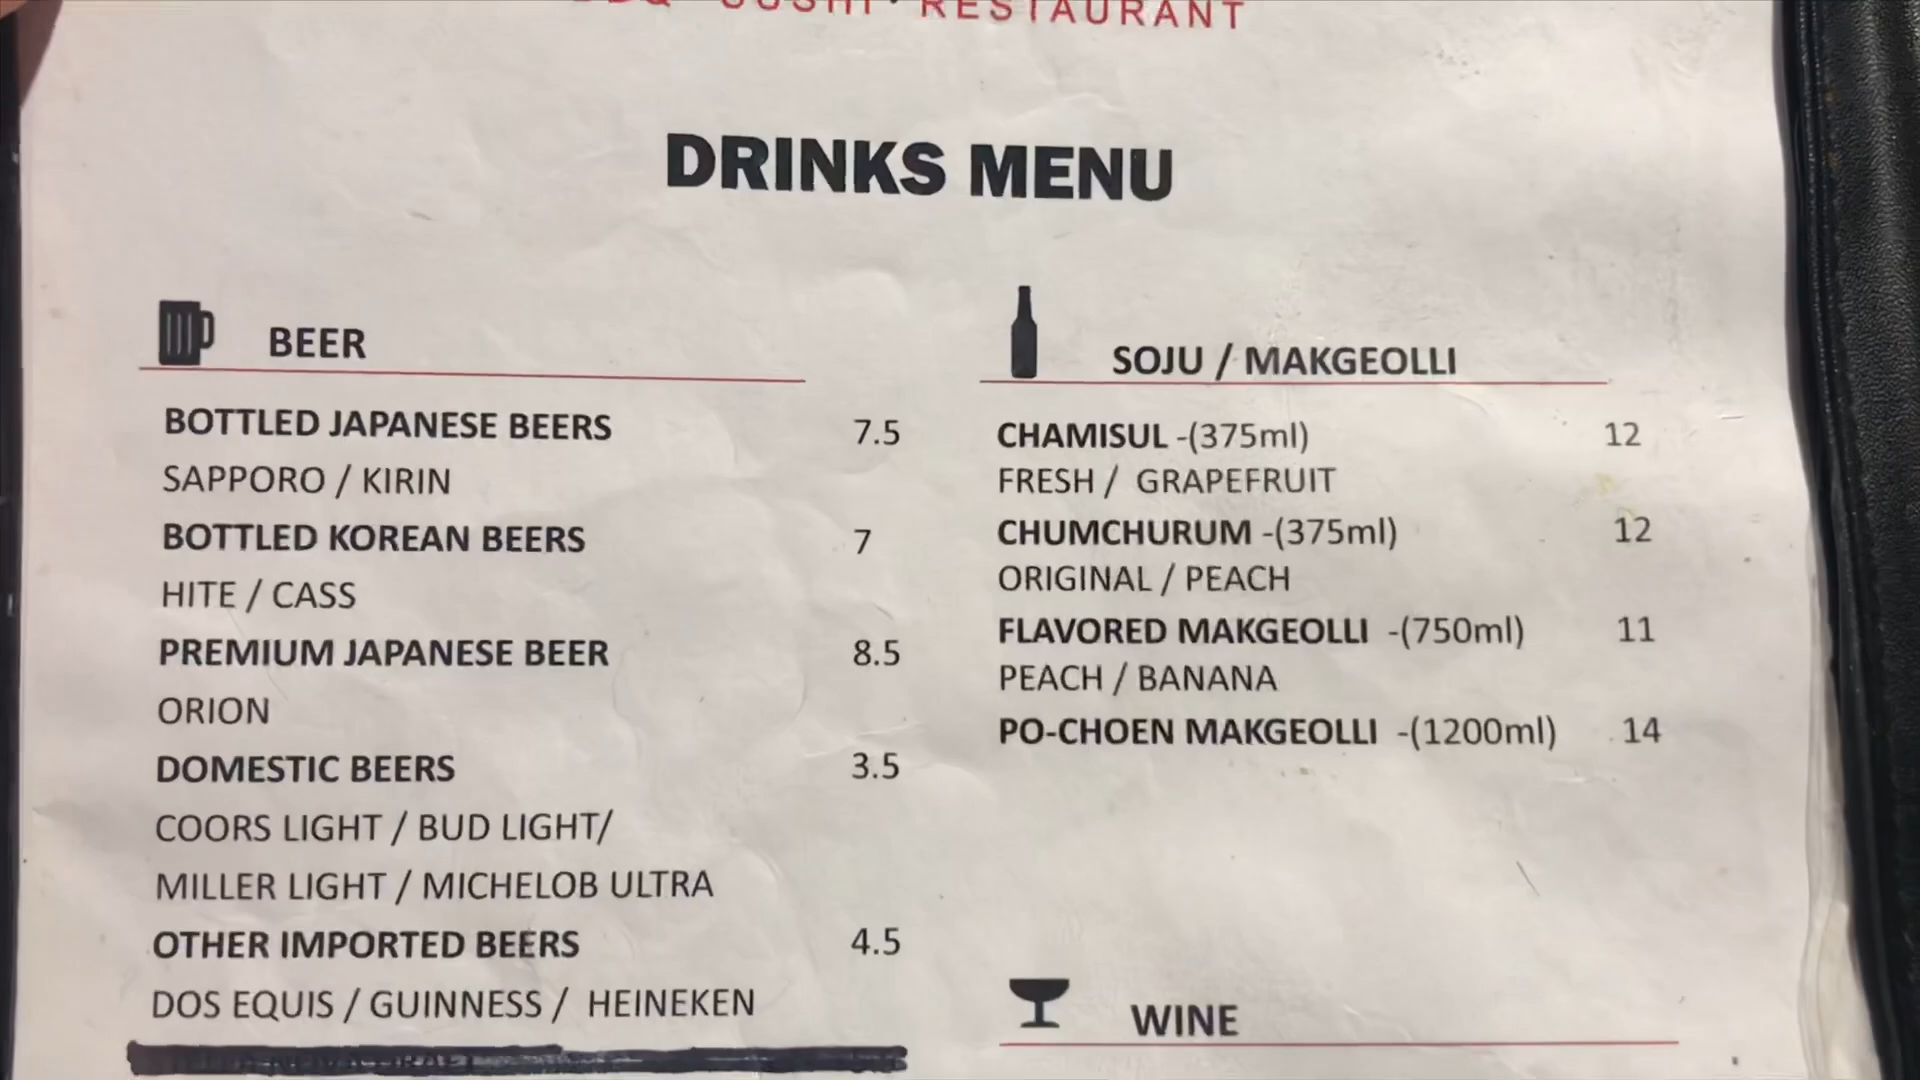 BBQ · SUSHI · RESTAURANT
DRINKS MENU
BEER
BOTTLED JAPANESE BEERS 7.5
SAPPORO / KIRIN
BOTTLED KOREAN BEERS 7
HITE / CASS
PREMIUM JAPANESE BEER 8.5
ORION
DOMESTIC BEERS 3.5
COORS LIGHT / BUD LIGHT/
MILLER LIGHT / MICHELOB ULTRA
OTHER IMPORTED BEERS 4.5
DOS EQUIS / GUINNESS / HEINEKEN
SOJU / MAKGEOLLI
CHAMISUL -(375ml) 12
FRESH / GRAPEFRUIT
CHUMCHURUM -(375ml) 12
ORIGINAL / PEACH
FLAVORED MAKGEOLLI -(750ml) 11
PEACH / BANANA
PO-CHOEN MAKGEOLLI -(1200ml) 14
WINE